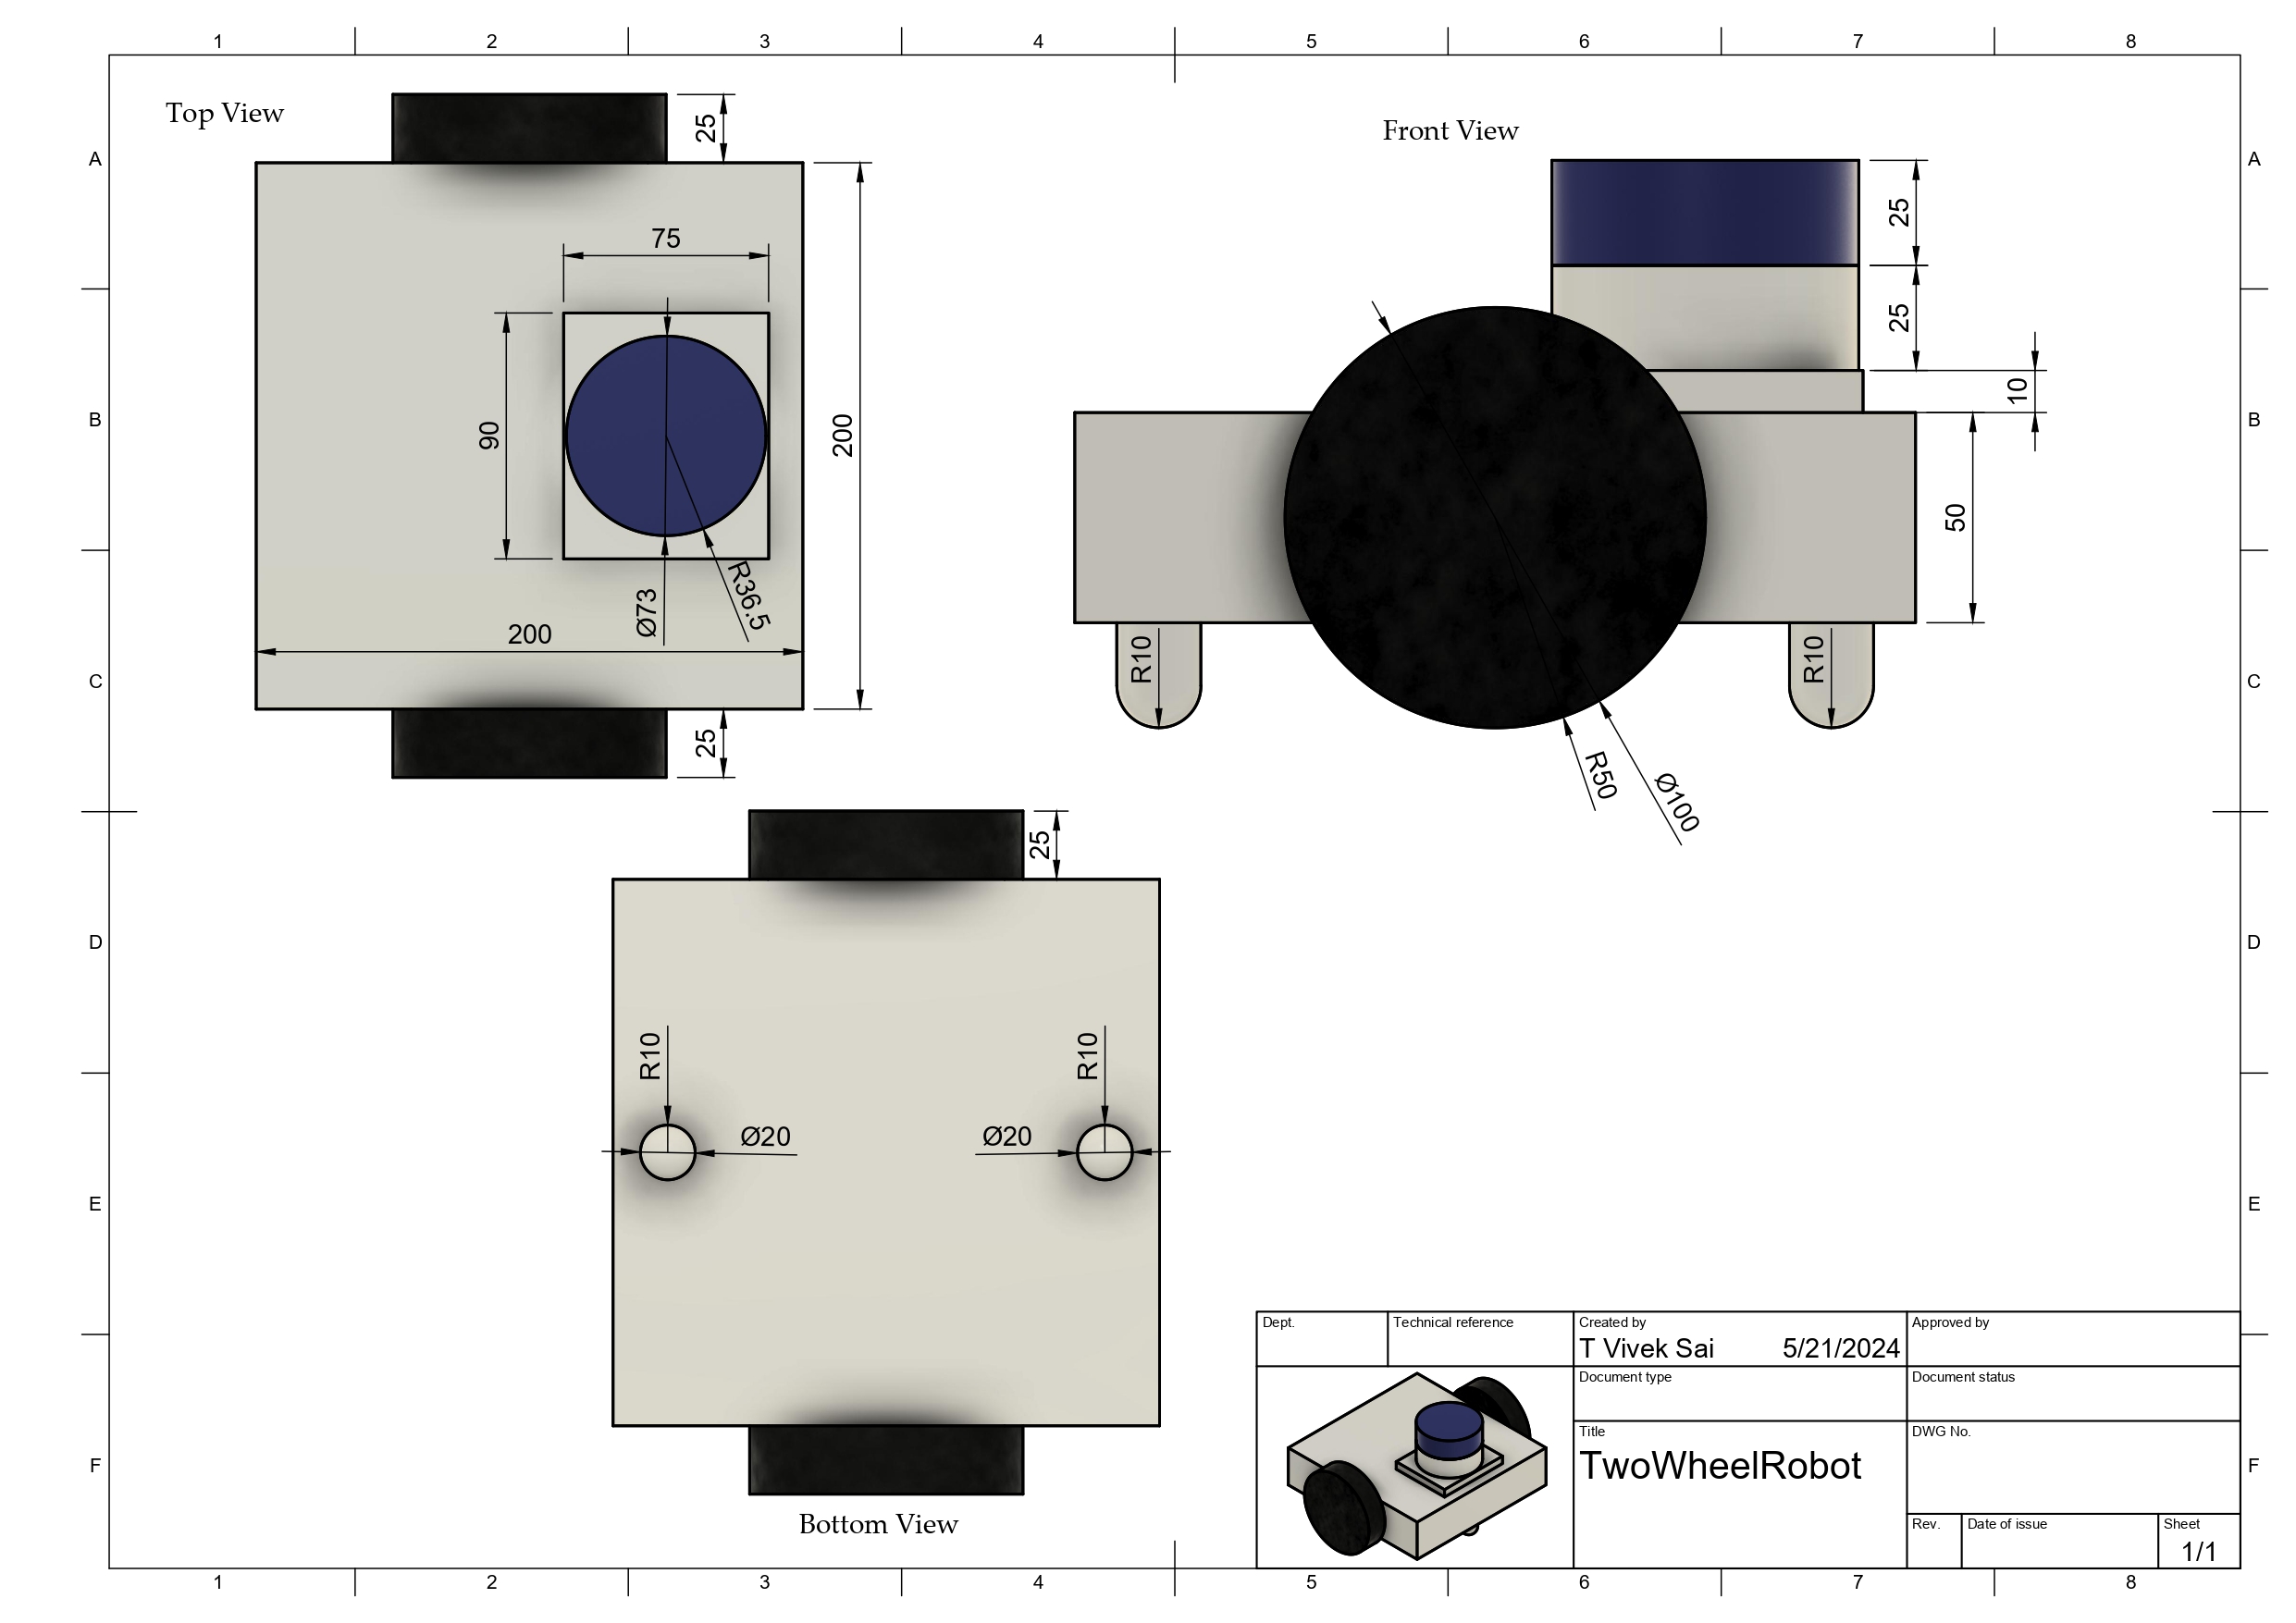 1 2 3 4 5 6 7 8
A
B
C
D
E
F
A
B
C
D
E
F
Top View
25
75
90
200
Ø73
R36.5
200
25
Front View
25
25
10
50
R10
R10
R50
Ø100
25
R10
R10
Ø20
Ø20
Bottom View
Dept.
Technical reference
Created by
T Vivek Sai 5/21/2024
Approved by
Document type
Document status
Title
TwoWheelRobot
DWG No.
Rev.
Date of issue
Sheet
1/1
1 2 3 4 5 6 7 8